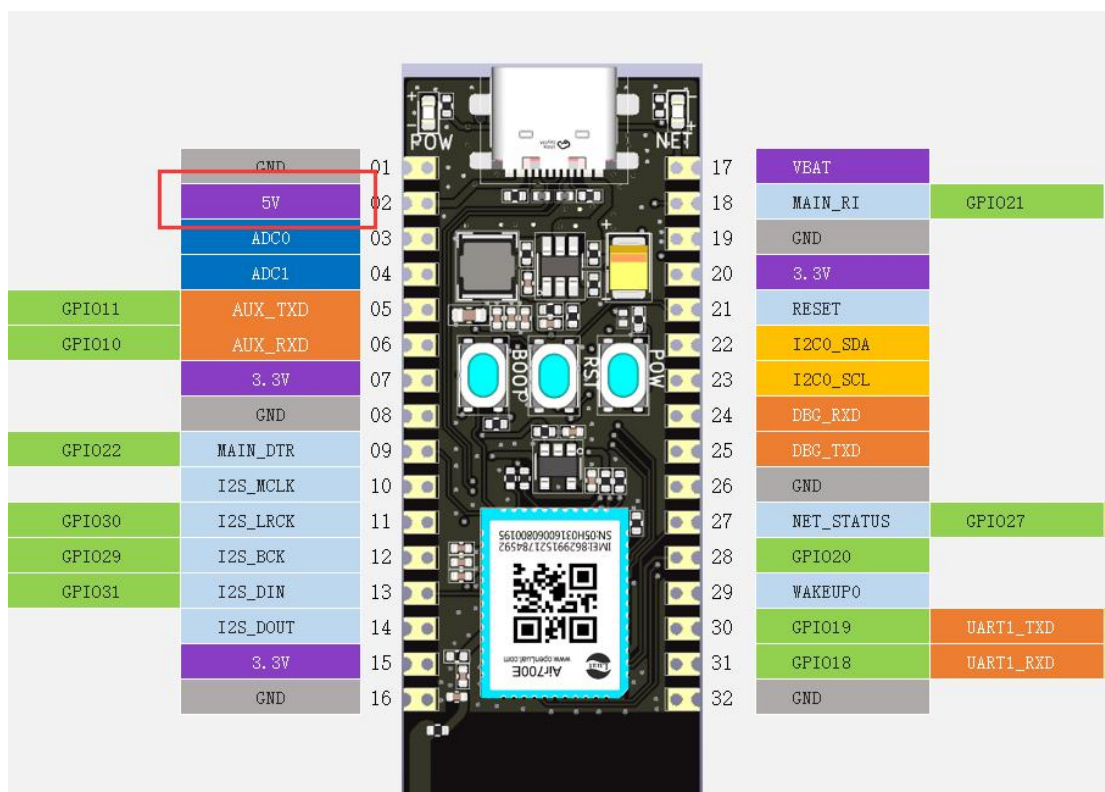 POW
NET
GND 01
5V 02
ADC0 03
ADC1 04
GPIO11 AUX_TXD 05
GPIO10 AUX_RXD 06
3.3V 07
GND 08
GPIO22 MAIN_DTR 09
I2S_MCLK 10
GPIO30 I2S_LRCK 11
GPIO29 I2S_BCK 12
GPIO31 I2S_DIN 13
I2S_DOUT 14
3.3V 15
GND 16
BOOT
RST
POW
17 VBAT
18 MAIN_RI GPIO21
19 GND
20 3.3V
21 RESET
22 I2C0_SDA
23 I2C0_SCL
24 DBG_RXD
25 DBG_TXD
26 GND
27 NET_STATUS GPIO27
28 GPIO20
29 WAKEUP0
30 GPIO19 UART1_TXD
31 GPIO18 UART1_RXD
32 GND
Air700E
www.openLuat.com
Luat